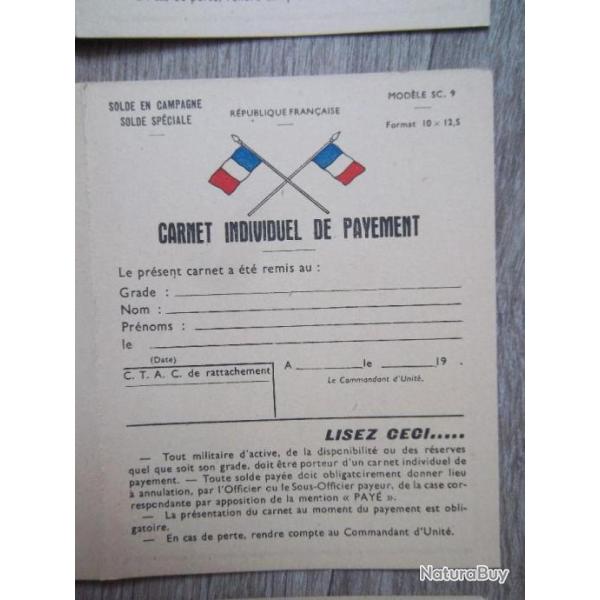 SOLDE EN CAMPAGNE
SOLDE SPÉCIALE
RÉPUBLIQUE FRANÇAISE
MODÈLE SC. 9
Format 10 × 12,5
CARNET INDIVIDUEL DE PAYEMENT
Le présent carnet a été remis au :
Grade :
Nom :
Prénoms :
le
(Date)
C. T. A. C. de rattachement
A le 19 .
Le Commandant d'Unité.
LISEZ CECI.....
— Tout militaire d'active, de la disponibilité ou des réserves
quel que soit son grade, doit être porteur d'un carnet individuel de
payement. — Toute solde payée doit obligatoirement donner lieu
à annulation, par l'Officier ou le Sous-Officier payeur, de la case cor-
respondante par apposition de la mention « PAYÉ ».
— La présentation du carnet au moment du payement est obli-
gatoire.
— En cas de perte, rendre compte au Commandant d'Unité.
NaturaBuy